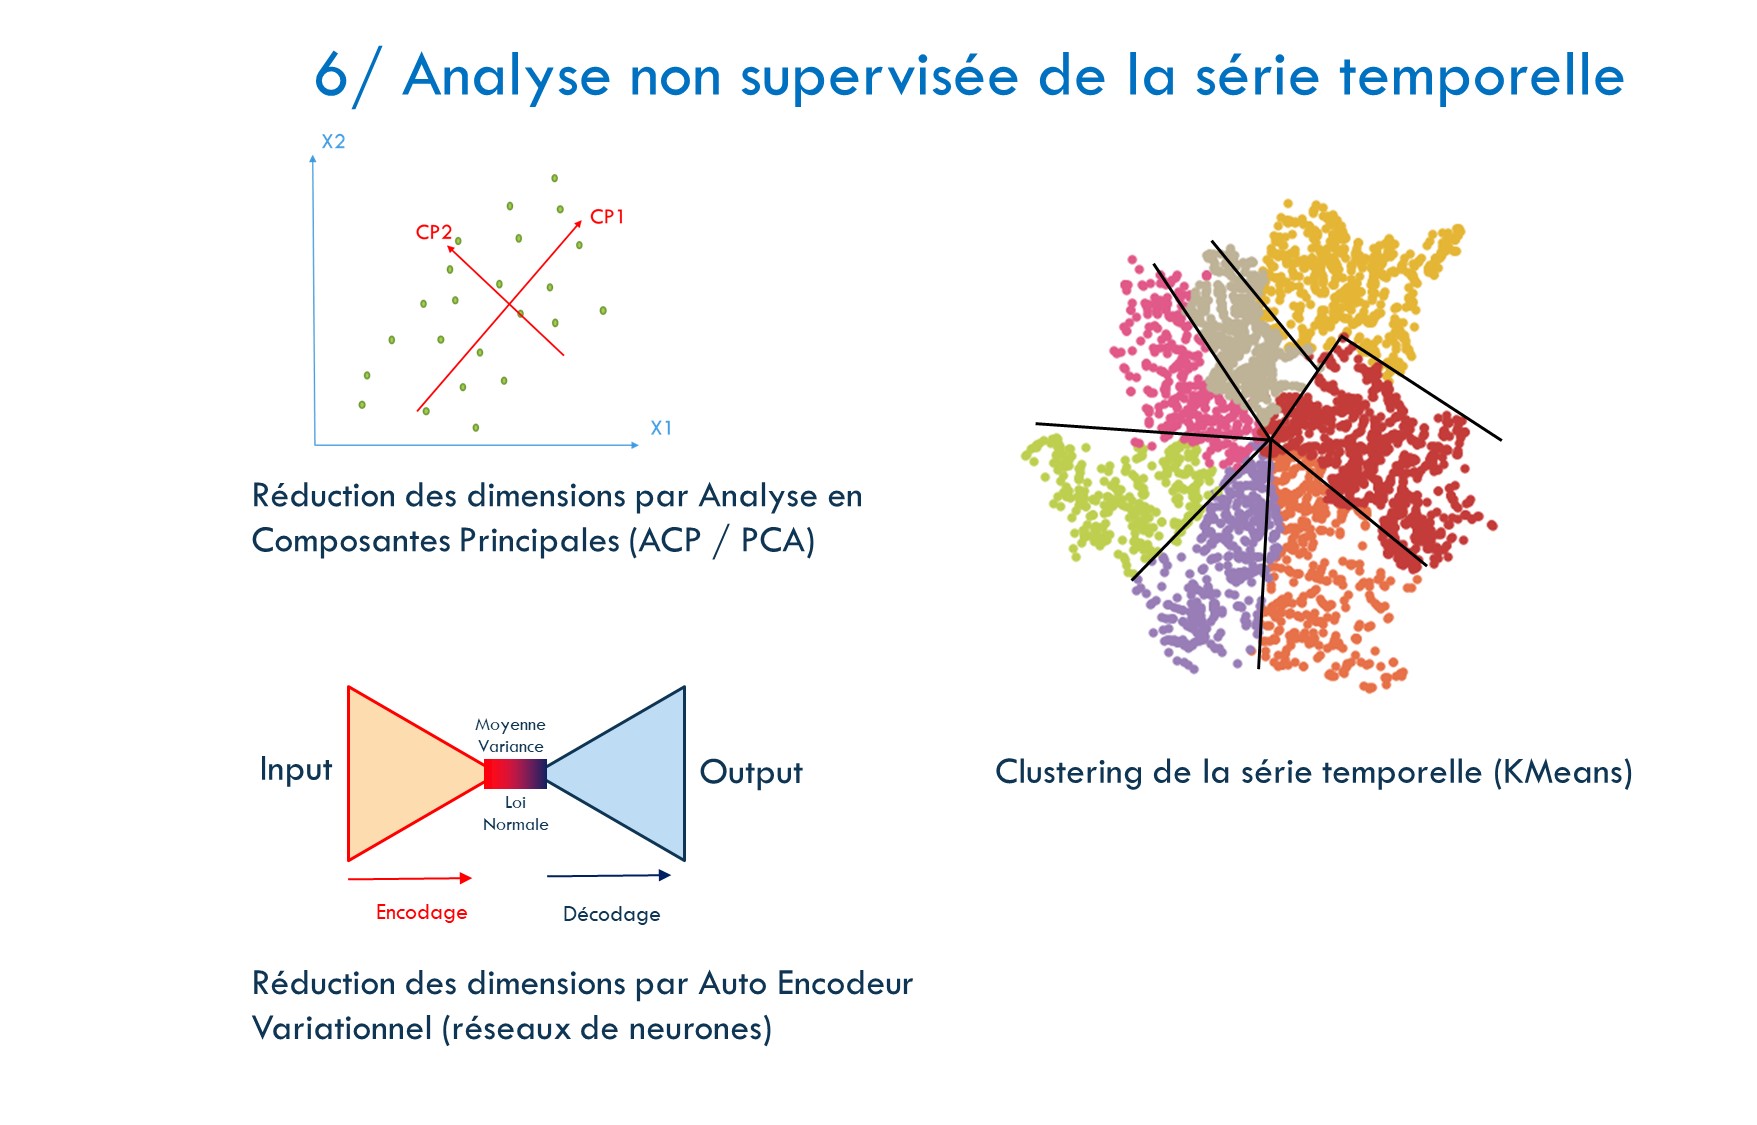 6/ Analyse non supervisée de la série temporelle
X2
CP1
CP2
X1
Réduction des dimensions par Analyse en
Composantes Principales (ACP / PCA)
Moyenne
Variance
Input
Output
Loi
Normale
Encodage
Décodage
Réduction des dimensions par Auto Encodeur
Variationnel (réseaux de neurones)
Clustering de la série temporelle (KMeans)